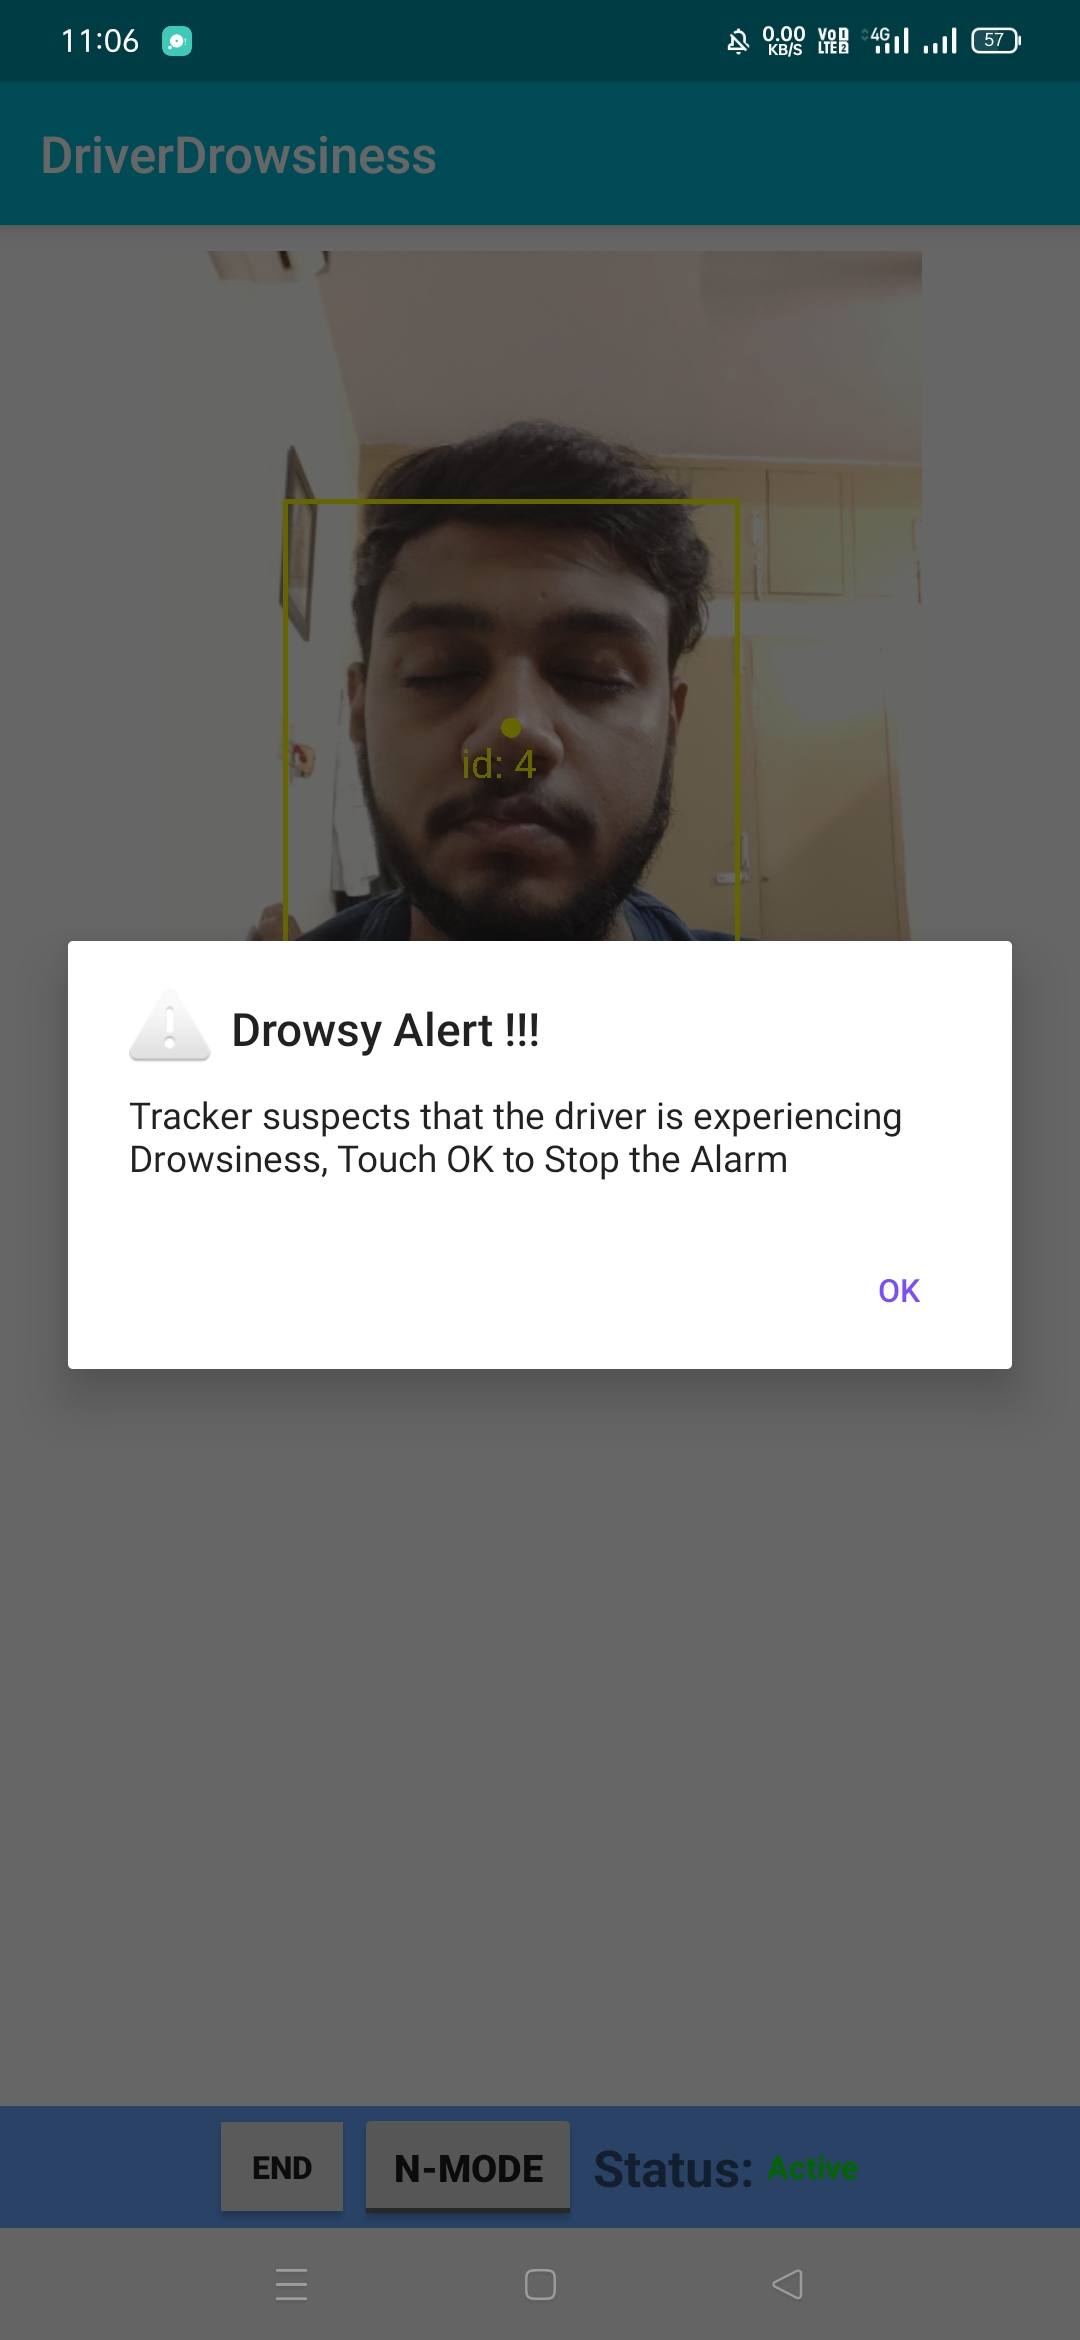 11:06
0.00
KB/S
Vo
LTE 2
4G
57
DriverDrowsiness
id: 4
Drowsy Alert !!!
Tracker suspects that the driver is experiencing
Drowsiness, Touch OK to Stop the Alarm
OK
END
N-MODE
Status: Active